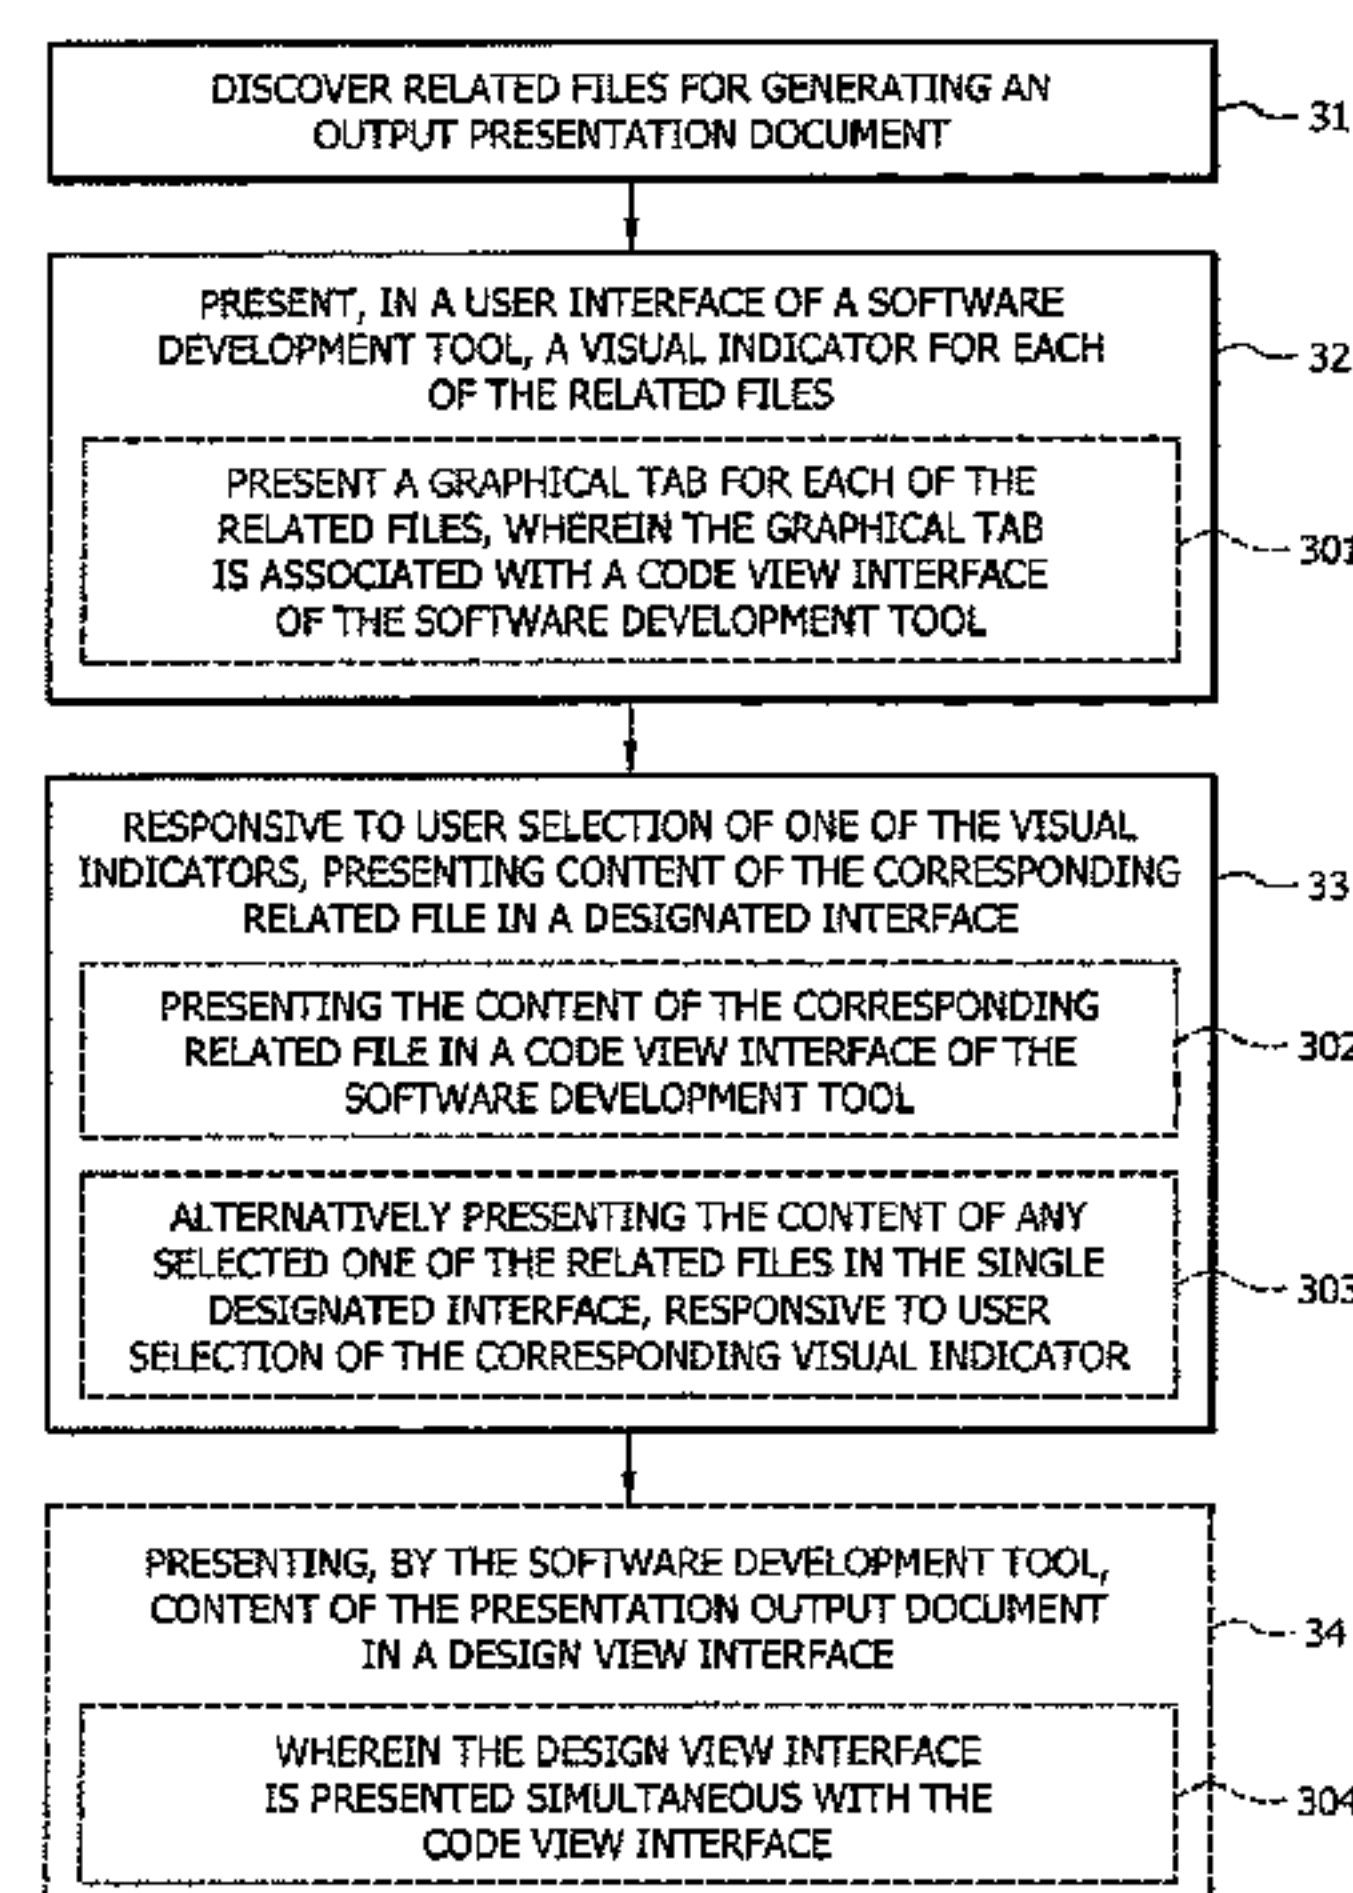 DISCOVER RELATED FILES FOR GENERATING AN
OUTPUT PRESENTATION DOCUMENT
31
PRESENT, IN A USER INTERFACE OF A SOFTWARE
DEVELOPMENT TOOL, A VISUAL INDICATOR FOR EACH
OF THE RELATED FILES
32
PRESENT A GRAPHICAL TAB FOR EACH OF THE
RELATED FILES, WHEREIN THE GRAPHICAL TAB
IS ASSOCIATED WITH A CODE VIEW INTERFACE
OF THE SOFTWARE DEVELOPMENT TOOL
301
RESPONSIVE TO USER SELECTION OF ONE OF THE VISUAL
INDICATORS, PRESENTING CONTENT OF THE CORRESPONDING
RELATED FILE IN A DESIGNATED INTERFACE
33
PRESENTING THE CONTENT OF THE CORRESPONDING
RELATED FILE IN A CODE VIEW INTERFACE OF THE
SOFTWARE DEVELOPMENT TOOL
302
ALTERNATIVELY PRESENTING THE CONTENT OF ANY
SELECTED ONE OF THE RELATED FILES IN THE SINGLE
DESIGNATED INTERFACE, RESPONSIVE TO USER
SELECTION OF THE CORRESPONDING VISUAL INDICATOR
303
PRESENTING, BY THE SOFTWARE DEVELOPMENT TOOL,
CONTENT OF THE PRESENTATION OUTPUT DOCUMENT
IN A DESIGN VIEW INTERFACE
34
WHEREIN THE DESIGN VIEW INTERFACE
IS PRESENTED SIMULTANEOUS WITH THE
CODE VIEW INTERFACE
304